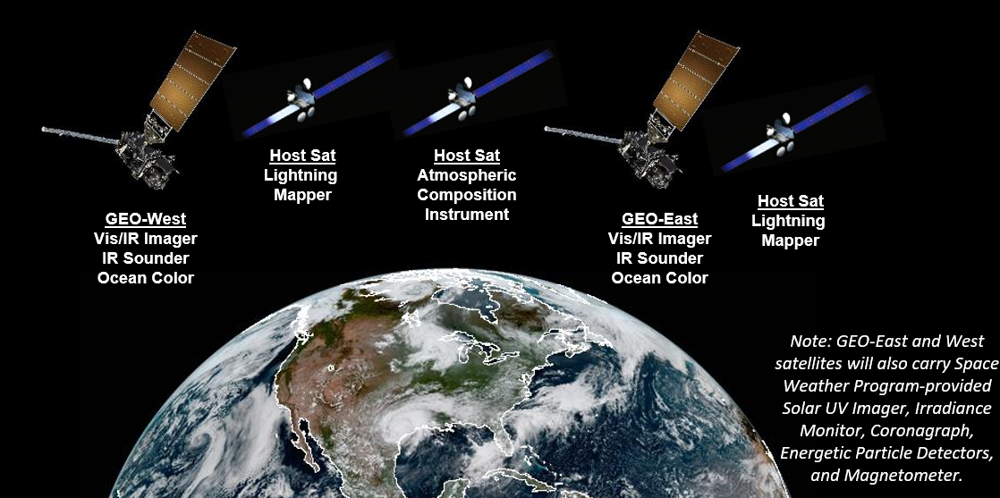 Host Sat
Lightning
Mapper
Host Sat
Atmospheric
Composition
Instrument
Host Sat
Lightning
Mapper
GEO-West
Vis/IR Imager
IR Sounder
Ocean Color
GEO-East
Vis/IR Imager
IR Sounder
Ocean Color
Note: GEO-East and West
satellites will also carry Space
Weather Program-provided
Solar UV Imager, Irradiance
Monitor, Coronagraph,
Energetic Particle Detectors,
and Magnetometer.